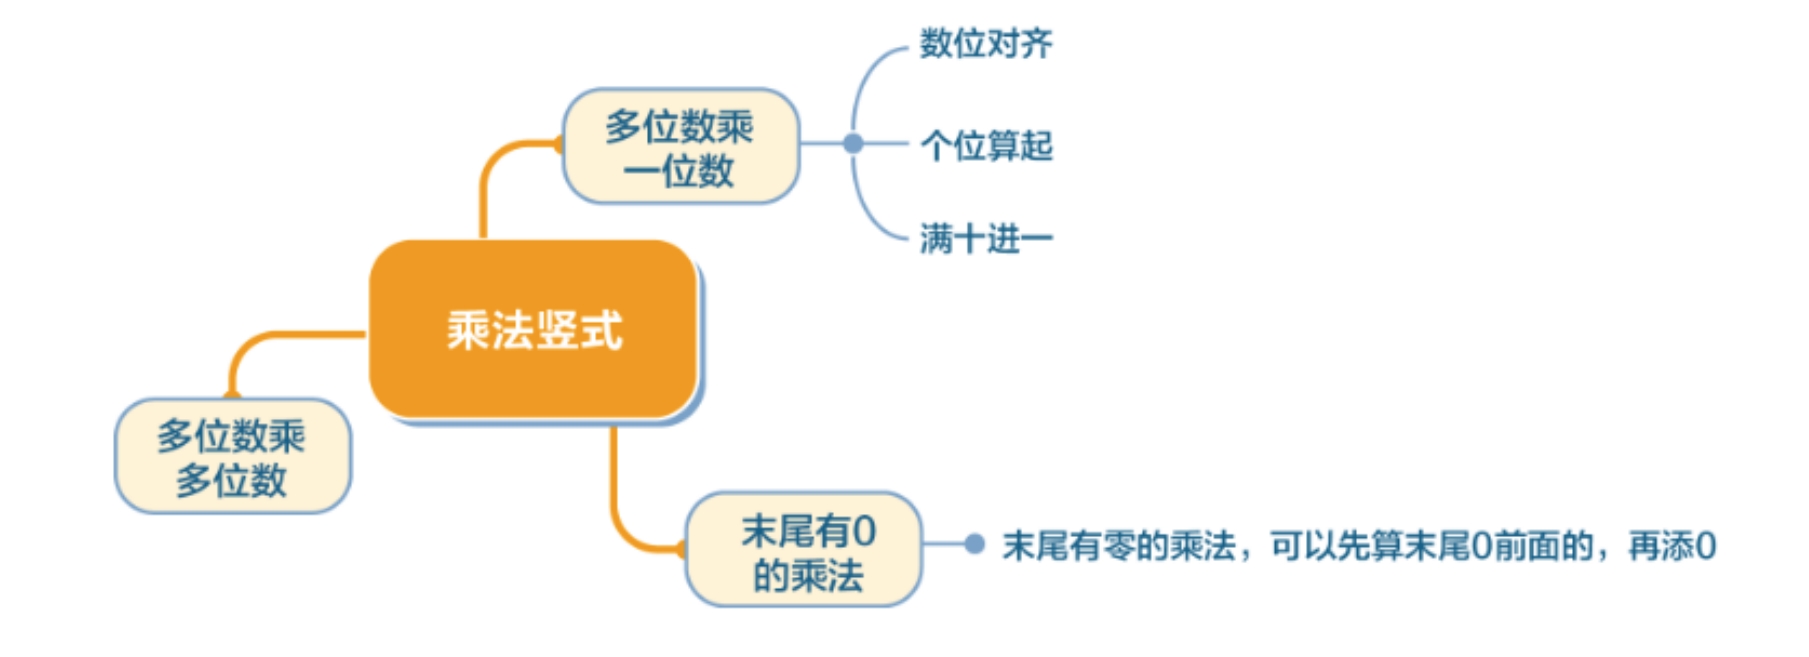 数位对齐
多位数乘
一位数
个位算起
满十进一
乘法竖式
多位数乘
多位数
末尾有0
的乘法
末尾有零的乘法，可以先算末尾0前面的，再添0